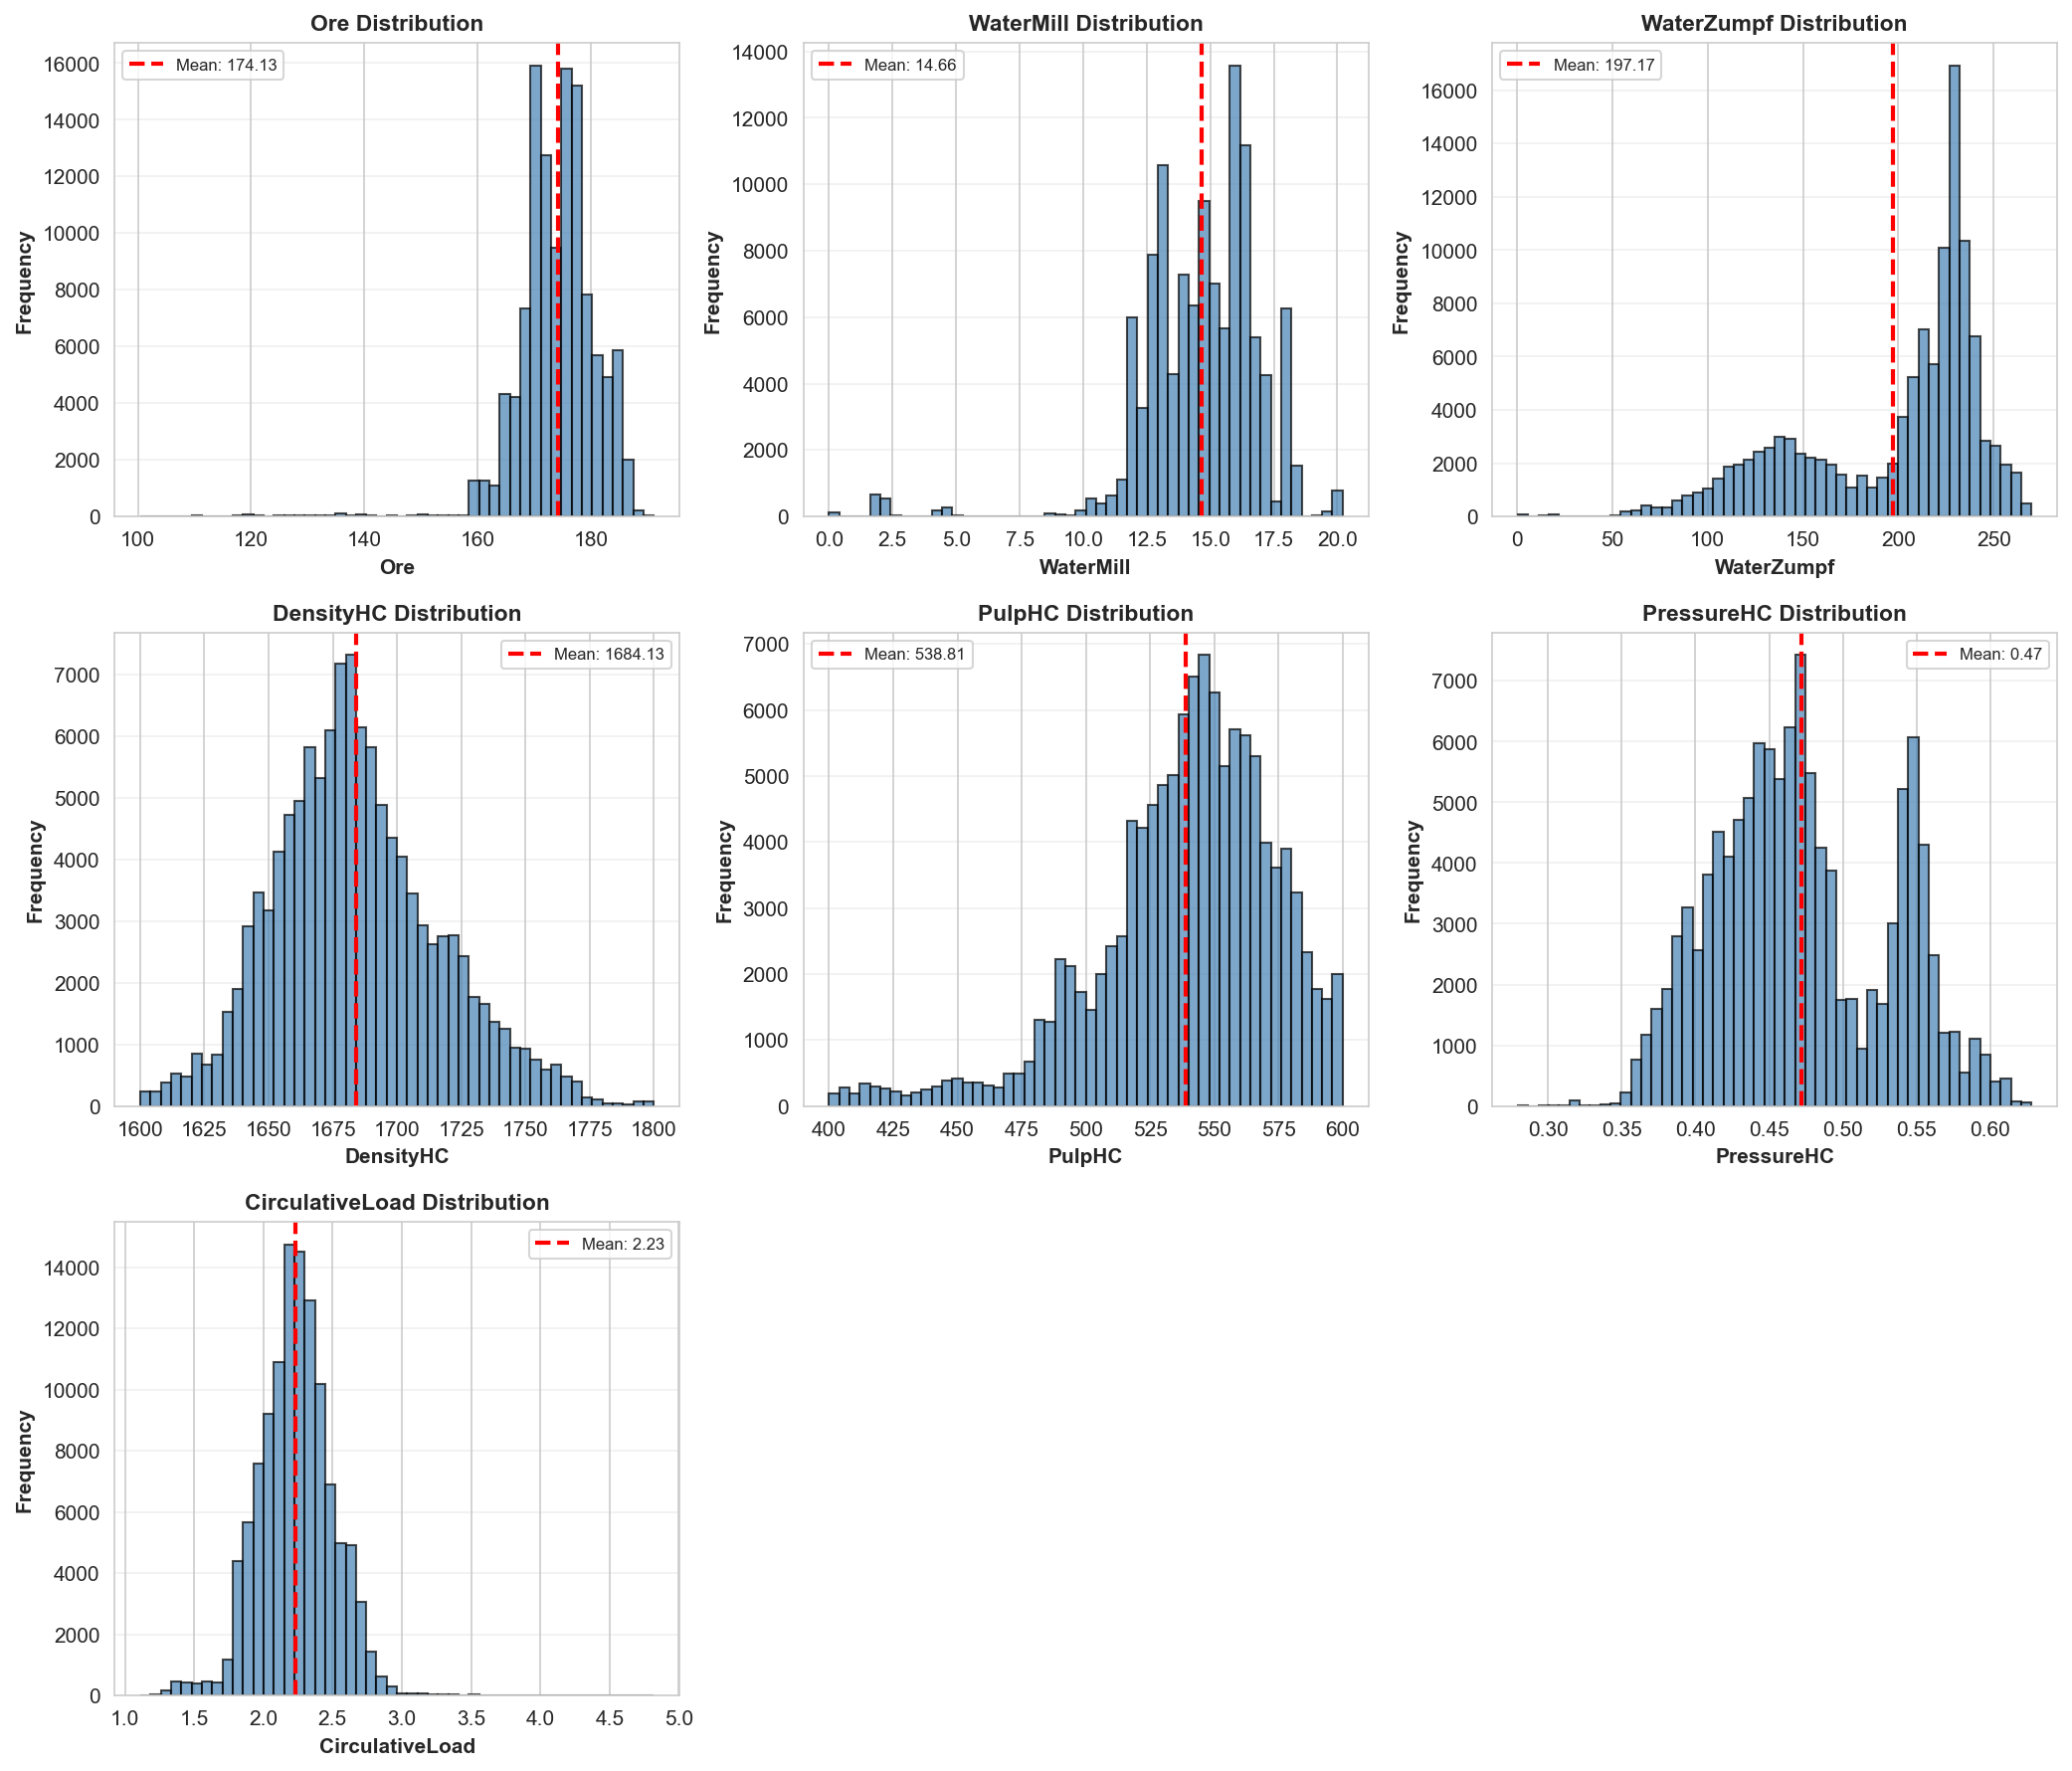 Ore Distribution
Mean: 174.13
16000
14000
12000
10000
8000
6000
4000
2000
0
Frequency
100 120 140 160 180
Ore
WaterMill Distribution
Mean: 14.66
14000
12000
10000
8000
6000
4000
2000
0
Frequency
0.0 2.5 5.0 7.5 10.0 12.5 15.0 17.5 20.0
WaterMill
WaterZumpf Distribution
Mean: 197.17
16000
14000
12000
10000
8000
6000
4000
2000
0
Frequency
0 50 100 150 200 250
WaterZumpf
DensityHC Distribution
Mean: 1684.13
7000
6000
5000
4000
3000
2000
1000
0
Frequency
1600 1625 1650 1675 1700 1725 1750 1775 1800
DensityHC
PulpHC Distribution
Mean: 538.81
7000
6000
5000
4000
3000
2000
1000
0
Frequency
400 425 450 475 500 525 550 575 600
PulpHC
PressureHC Distribution
Mean: 0.47
7000
6000
5000
4000
3000
2000
1000
0
Frequency
0.30 0.35 0.40 0.45 0.50 0.55 0.60
PressureHC
CirculativeLoad Distribution
Mean: 2.23
14000
12000
10000
8000
6000
4000
2000
0
Frequency
1.0 1.5 2.0 2.5 3.0 3.5 4.0 4.5 5.0
CirculativeLoad